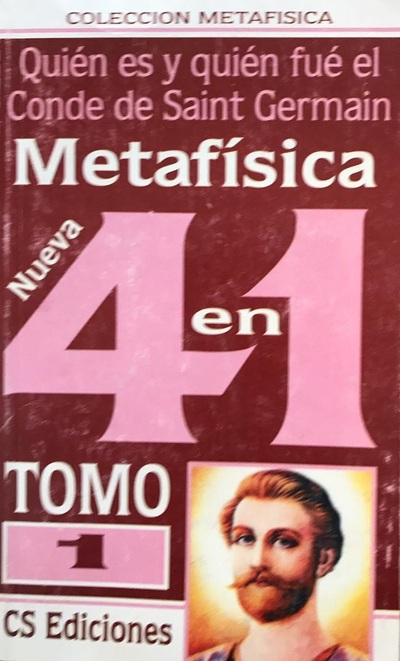 COLECCION METAFISICA
Quién es y quién fué el
Conde de Saint Germain
Metafísica
Nueva
4 en 1
TOMO
1
CS Ediciones